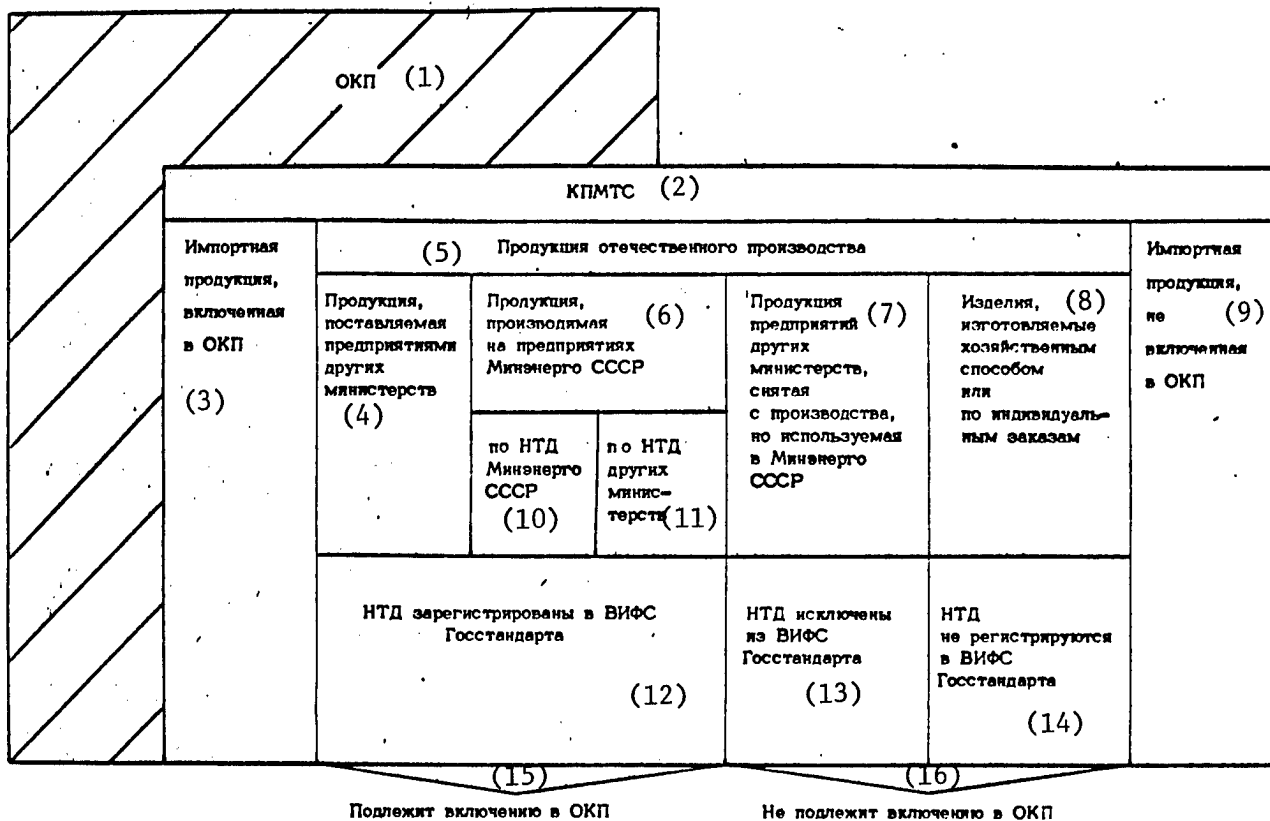 ОКП (1)
КПМТС (2)
Импортная
продукция,
включенная
в ОКП
(3)
(5) Продукция отечественного производства
Продукция,
поставляемая
предприятиями
других
министерств
(4)
Продукция,
производимая (6)
на предприятиях
Минэнерго СССР
по НТД
Минэнерго
СССР
(10)
по НТД
других
минис-
терств (11)
Продукция
предприятий (7)
других
министерств,
снятая
с производства,
но используемая
в Минэнерго
СССР
Изделия, (8)
изготовляемые
хозяйственным
способом
или
по индивидуаль-
ным заказам
Импортная
продукция,
не (9)
включенная
в ОКП
НТД зарегистрированы в ВИФС
Госстандарта
(12)
НТД исключены
из ВИФС
Госстандарта
(13)
НТД
не регистрируются
в ВИФС
Госстандарта
(14)
(15)
Подлежит включению в ОКП
(16)
Не подлежит включению в ОКП